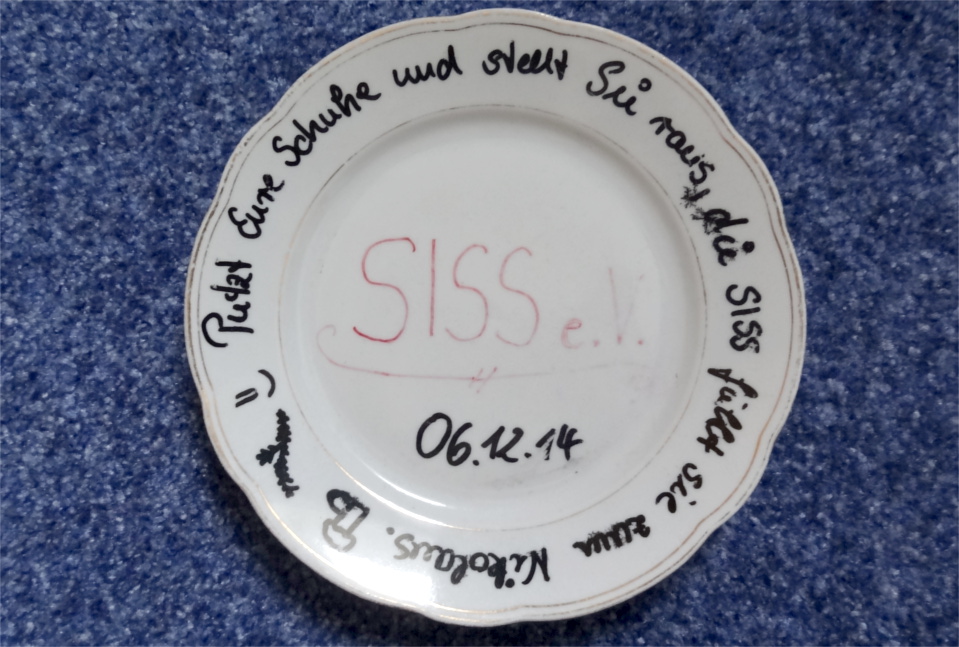 Putzt Eure Schuhe und stellt Sie raus, die SISS füllt sie zum Nikolaus.
SISS e.V.
06.12.14